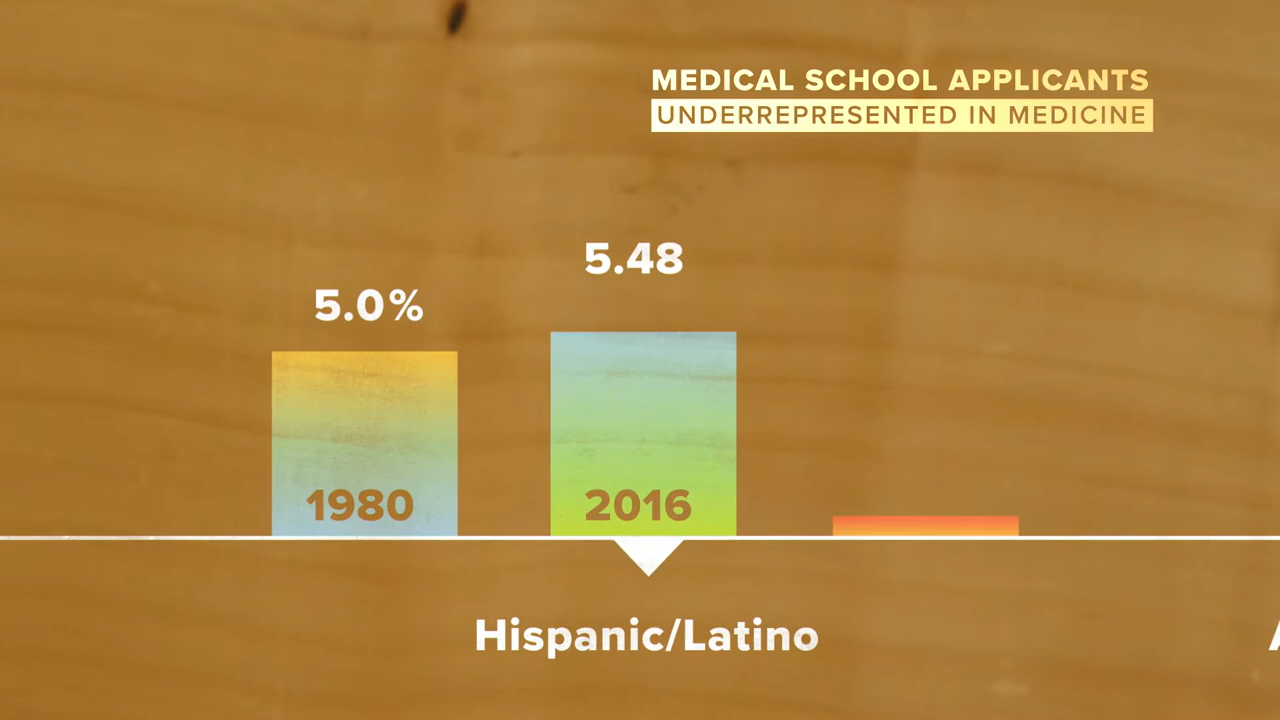 MEDICAL SCHOOL APPLICANTS
UNDERREPRESENTED IN MEDICINE
5.0%
5.48
1980
2016
Hispanic/Latino